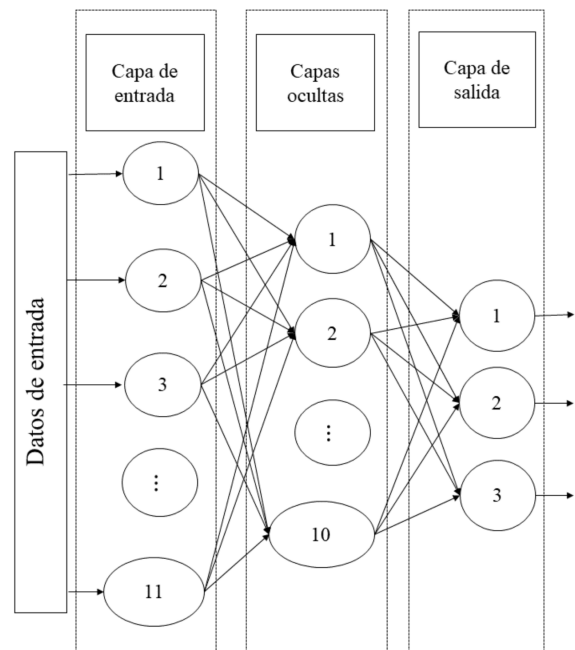 Capa de
entrada
Capas
ocultas
Capa de
salida
Datos de entrada
1
2
3
...
11
1
2
...
10
1
2
3